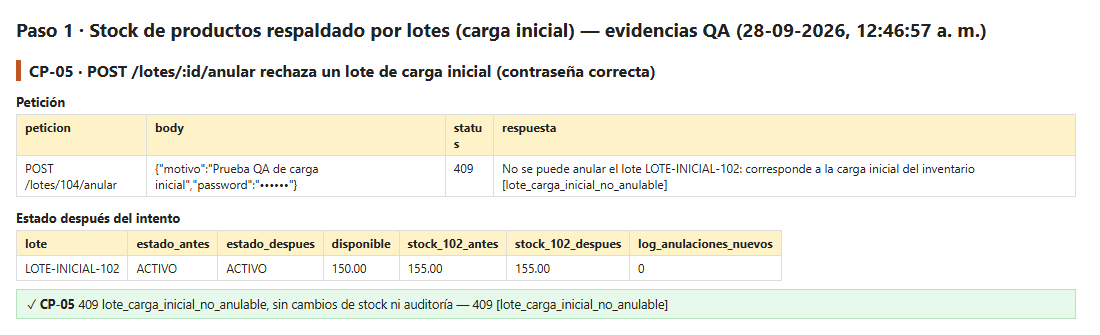 Paso 1 · Stock de productos respaldado por lotes (carga inicial) — evidencias QA (28-09-2026, 12:46:57 a. m.)
CP-05 · POST /lotes/:id/anular rechaza un lote de carga inicial (contraseña correcta)
Petición
peticion body status respuesta
POST /lotes/104/anular {"motivo":"Prueba QA de carga inicial","password":"••••••"} 409 No se puede anular el lote LOTE-INICIAL-102: corresponde a la carga inicial del inventario [lote_carga_inicial_no_anulable]
Estado después del intento
lote estado_antes estado_despues disponible stock_102_antes stock_102_despues log_anulaciones_nuevos
LOTE-INICIAL-102 ACTIVO ACTIVO 150.00 155.00 155.00 0
✓ CP-05 409 lote_carga_inicial_no_anulable, sin cambios de stock ni auditoría — 409 [lote_carga_inicial_no_anulable]